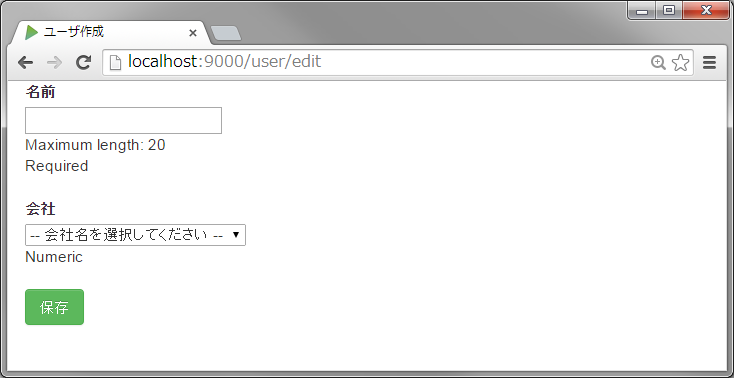 ユーザ作成
localhost:9000/user/edit
名前
Maximum length: 20
Required
会社
-- 会社名を選択してください --
Numeric
保存